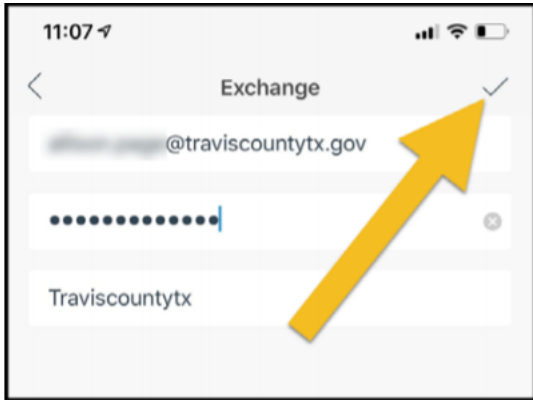 11:07
Exchange
@traviscountytx.gov
•••••••••••••
Traviscountytx